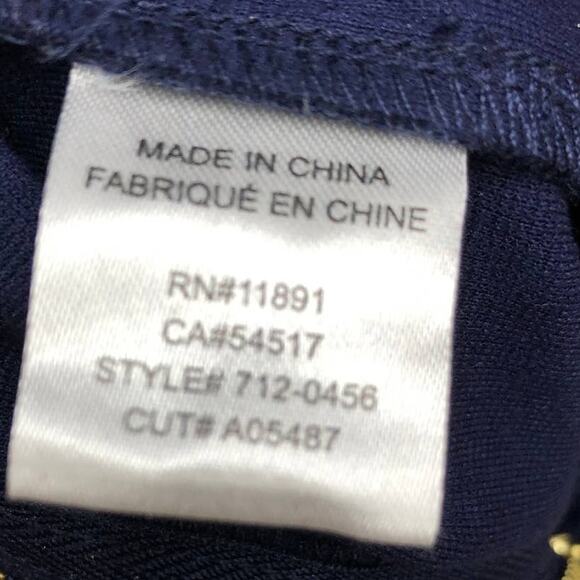 MADE IN CHINA
FABRIQUÉ EN CHINE
RN#11891
CA#54517
STYLE# 712-0456
CUT# A05487